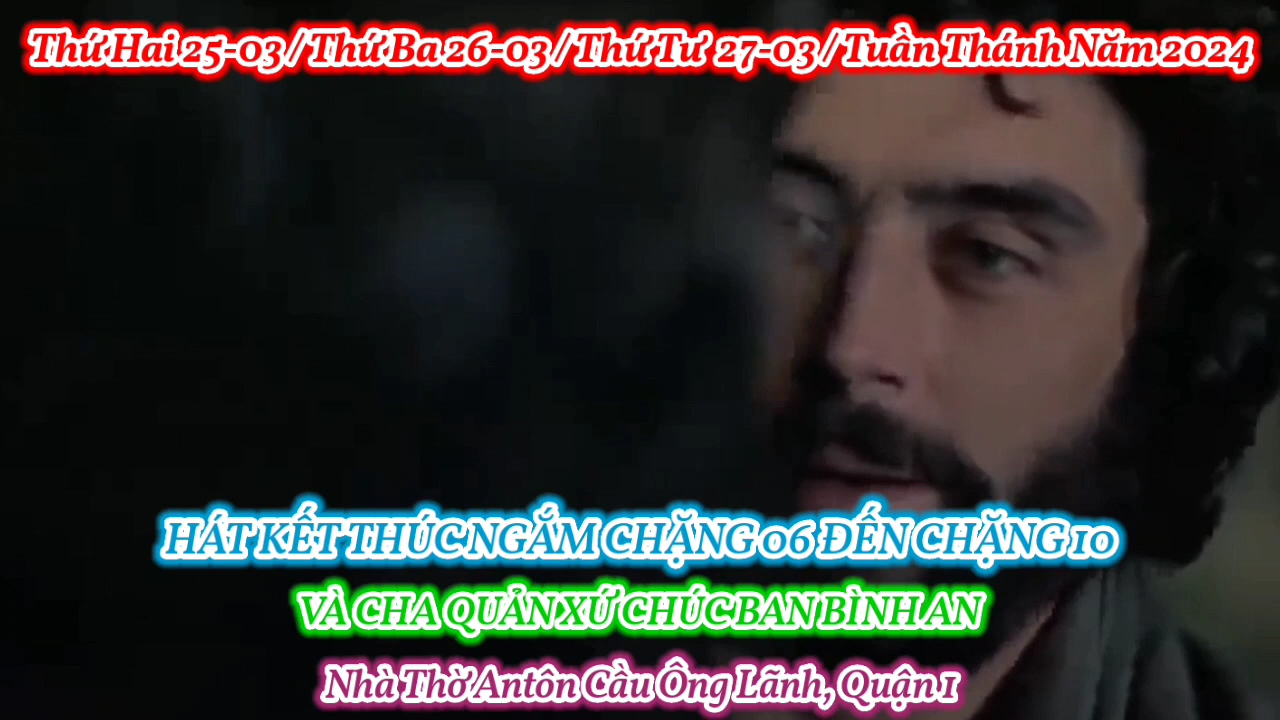 Thứ Hai 25-03 / Thứ Ba 26-03 / Thứ Tư 27-03 / Tuần Thánh Năm 2024
HÁT KẾT THÚC NGẮM CHẶNG 06 ĐẾN CHẶNG 10
VÀ CHA QUẢN XỨ CHÚC BAN BÌNH AN
Nhà Thờ Antôn Cầu Ông Lãnh, Quận 1